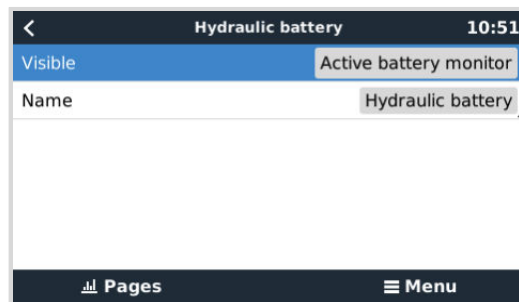 Hydraulic battery 10:51
Visible Active battery monitor
Name Hydraulic battery
Pages Menu